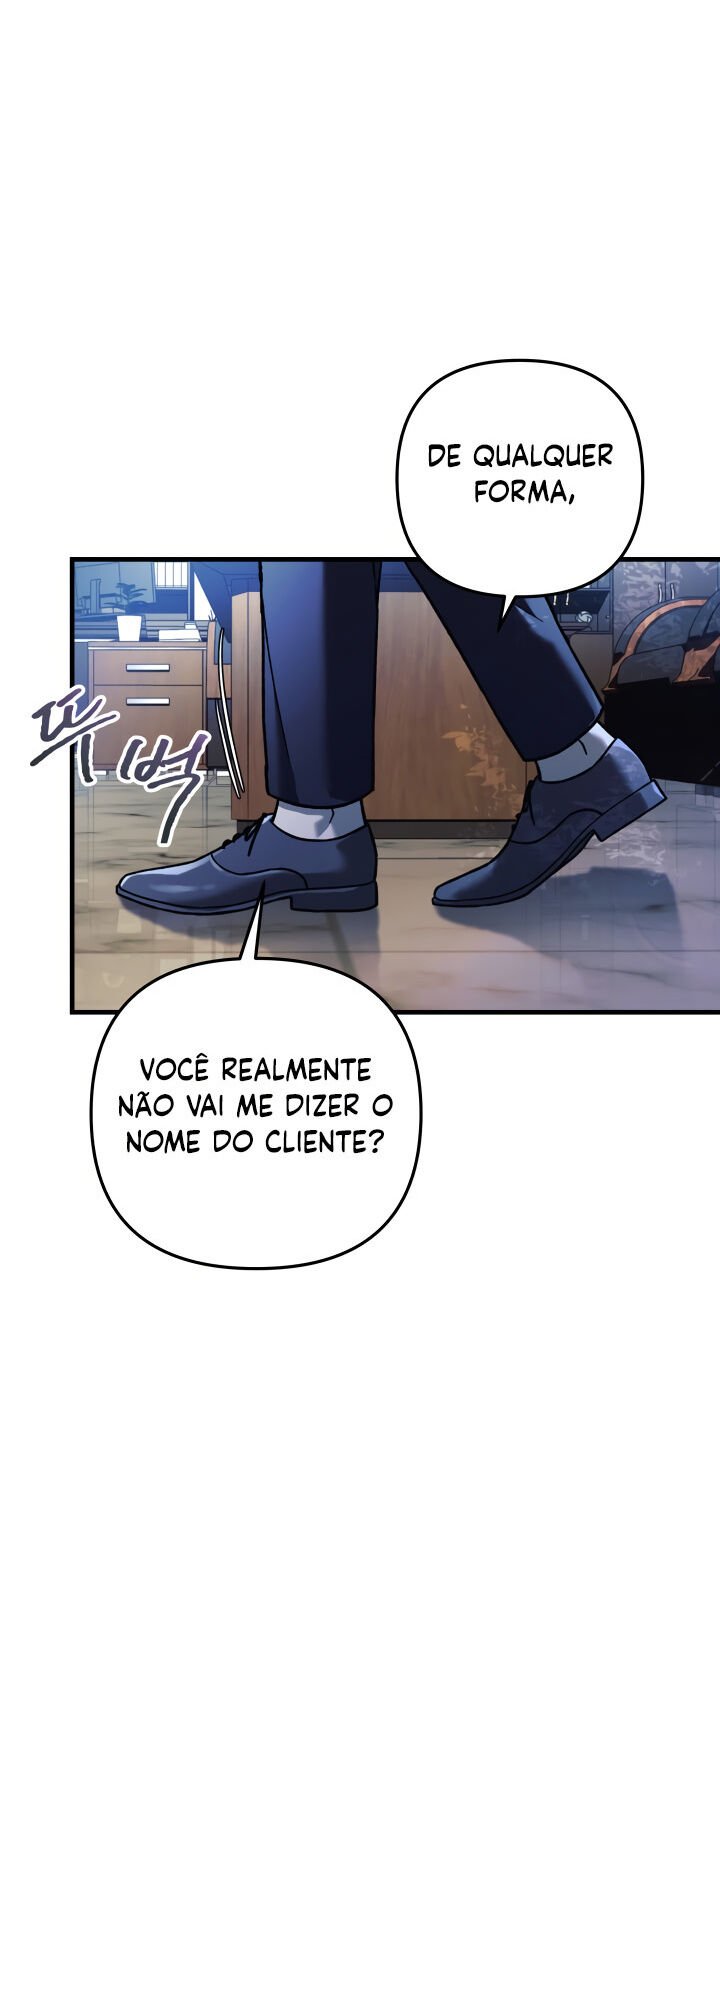 DE QUALQUER
FORMA,
뚜벅
VOCÊ REALMENTE
NÃO VAI ME DIZER O
NOME DO CLIENTE?